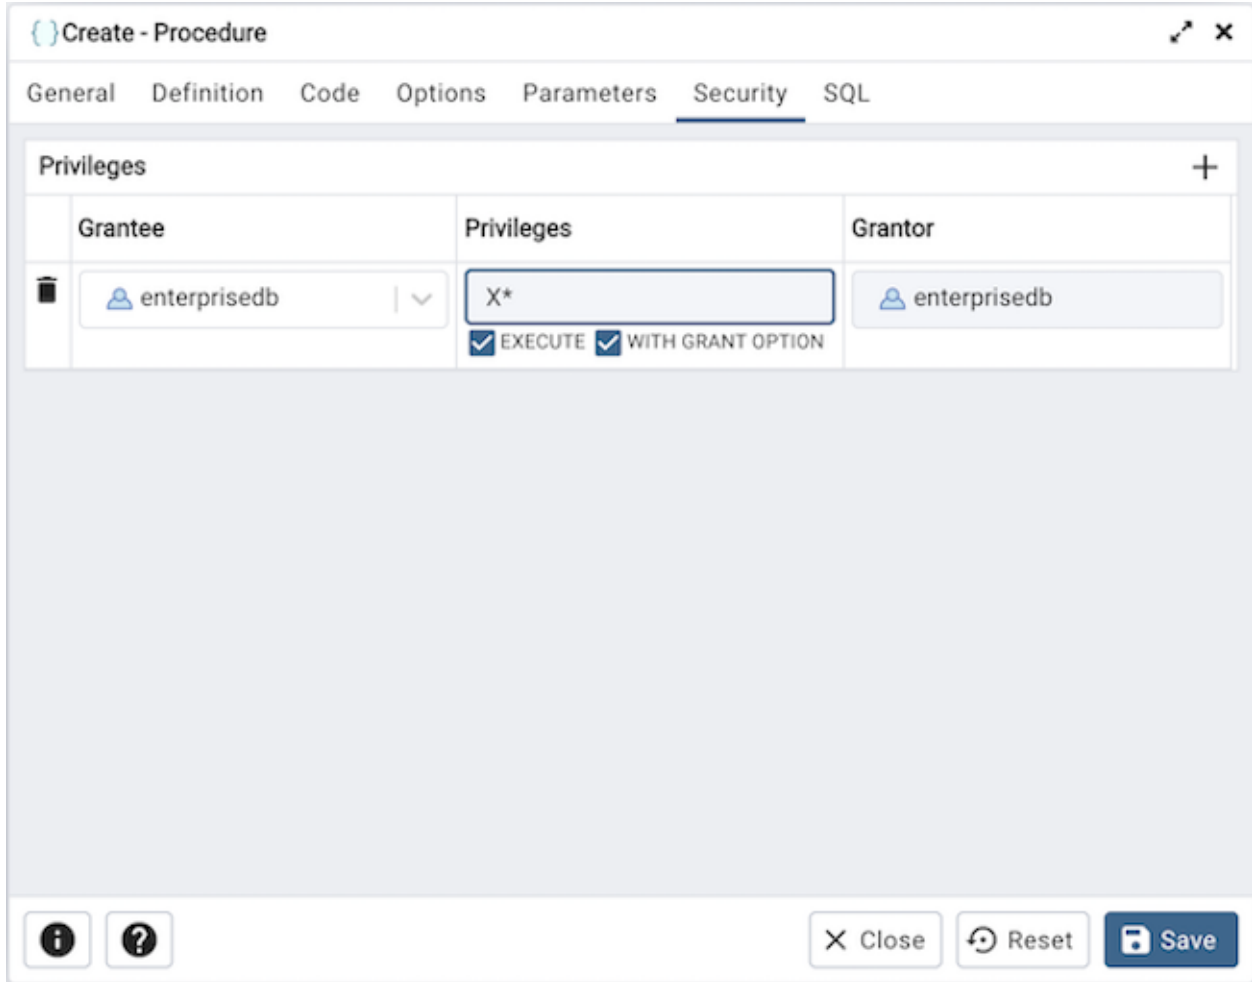 {}Create - Procedure
General Definition Code Options Parameters Security SQL
Privileges
Grantee Privileges Grantor
enterprisedb X* enterprisedb
EXECUTE WITH GRANT OPTION
Close Reset Save